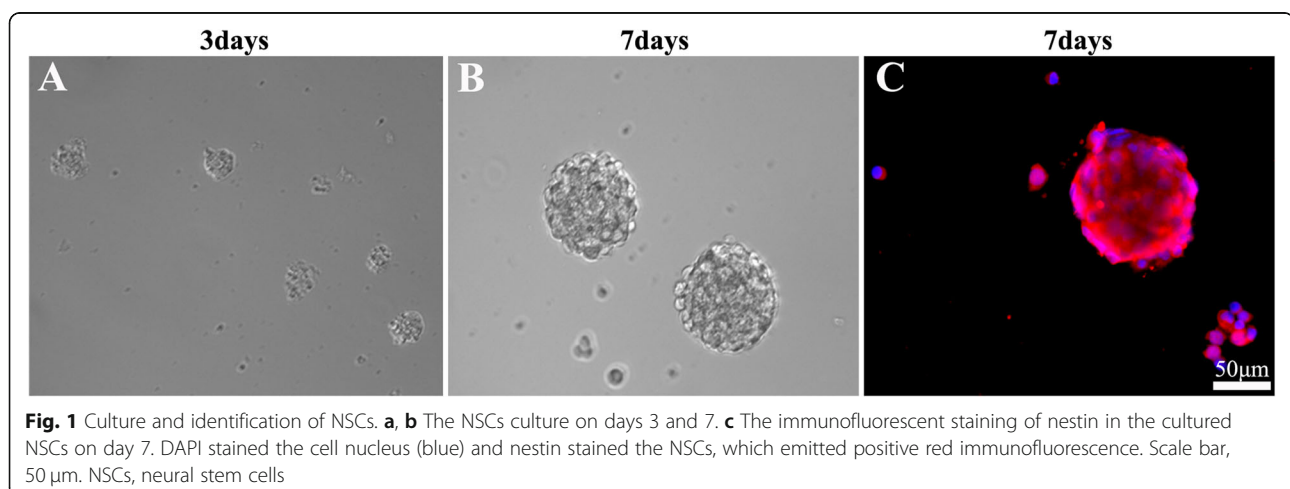 3days
7days
7days
A
B
C
50μm
Fig. 1 Culture and identification of NSCs. a, b The NSCs culture on days 3 and 7. c The immunofluorescent staining of nestin in the cultured
NSCs on day 7. DAPI stained the cell nucleus (blue) and nestin stained the NSCs, which emitted positive red immunofluorescence. Scale bar,
50 μm. NSCs, neural stem cells